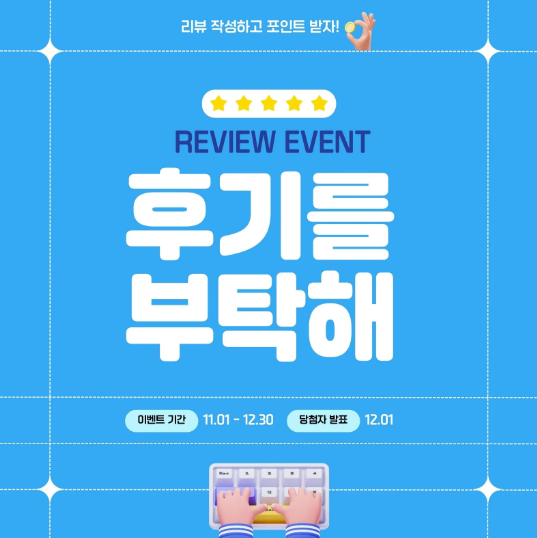 리뷰 작성하고 포인트 받자!
REVIEW EVENT
후기를
부탁해
이벤트 기간 11.01 - 12.30 당첨자 발표 12.01